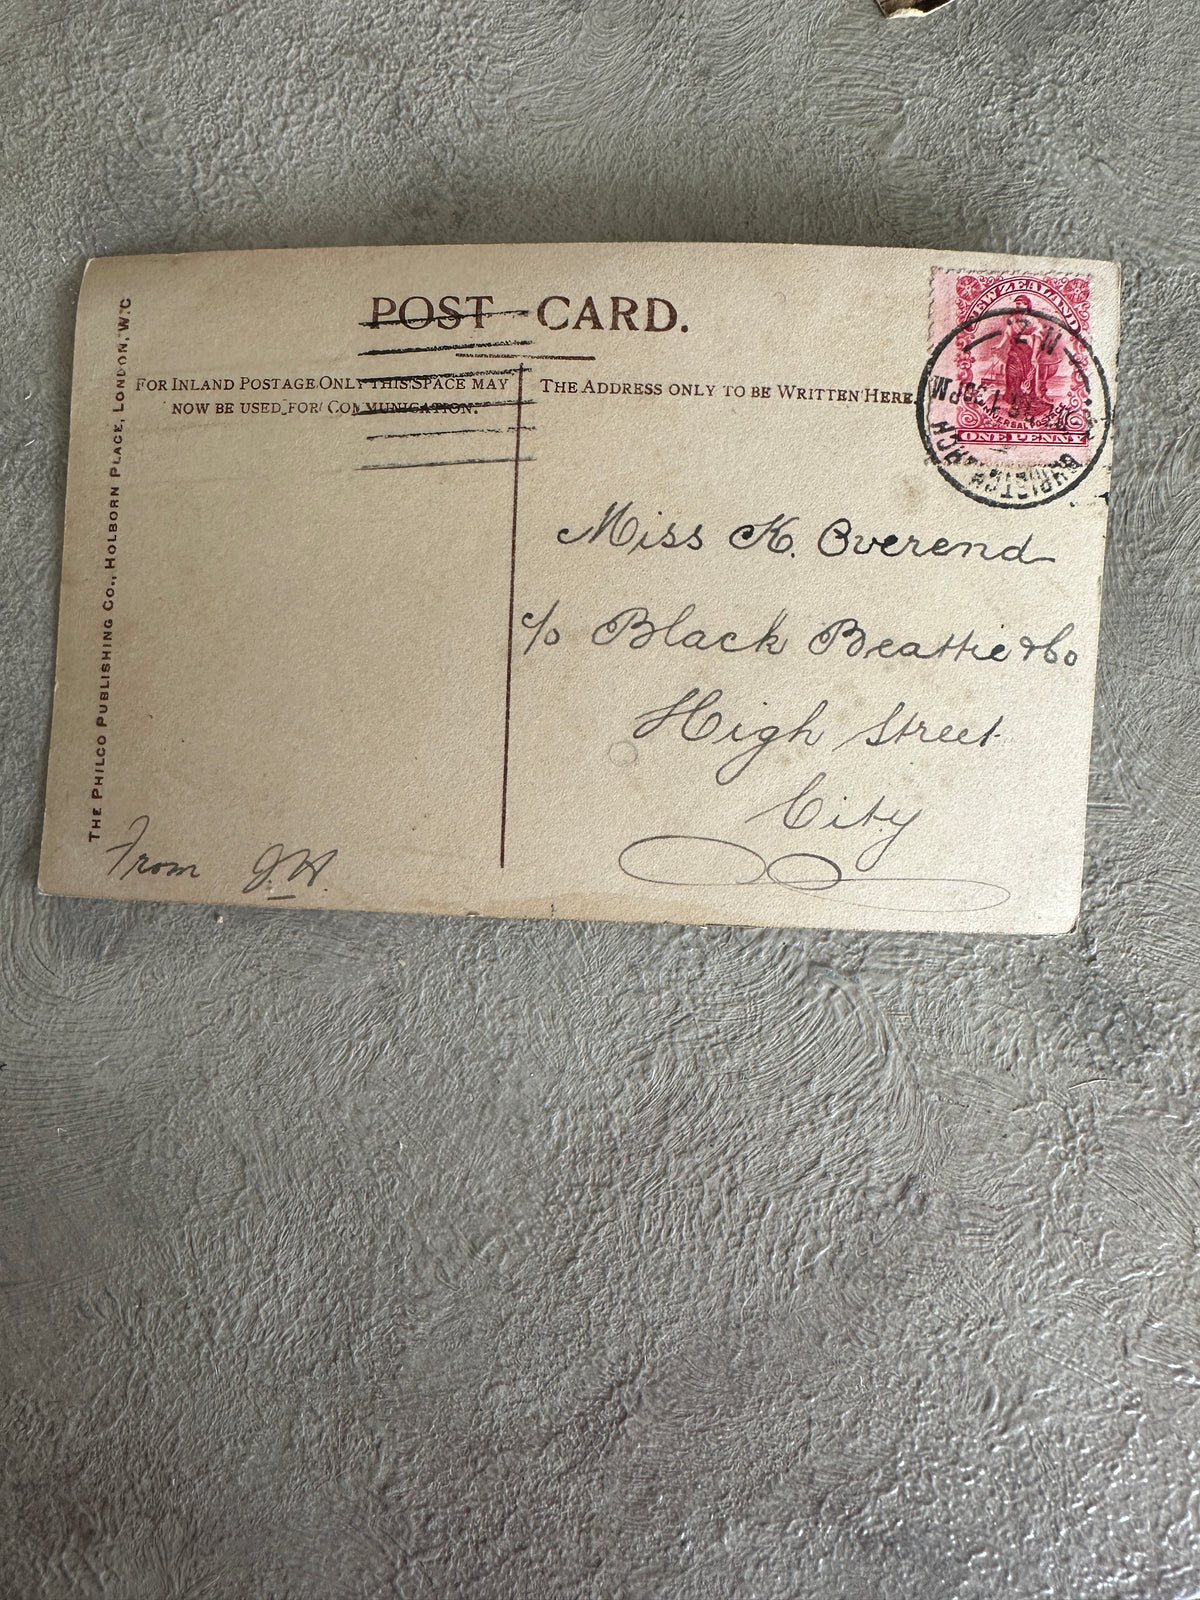 POST CARD.
FOR INLAND POSTAGE ONLY THIS SPACE MAY
NOW BE USED FOR COMMUNICATION.
THE ADDRESS ONLY TO BE WRITTEN HERE.
THE PHILCO PUBLISHING CO., HOLBORN PLACE, LONDON, W.C
NEW ZEALAND
UNIVERSAL
ONE PENNY
CHRISTCHURCH
N.Z.
Miss K. Overend
c/o Black Beattie & Co
High Street
City
From J.H.